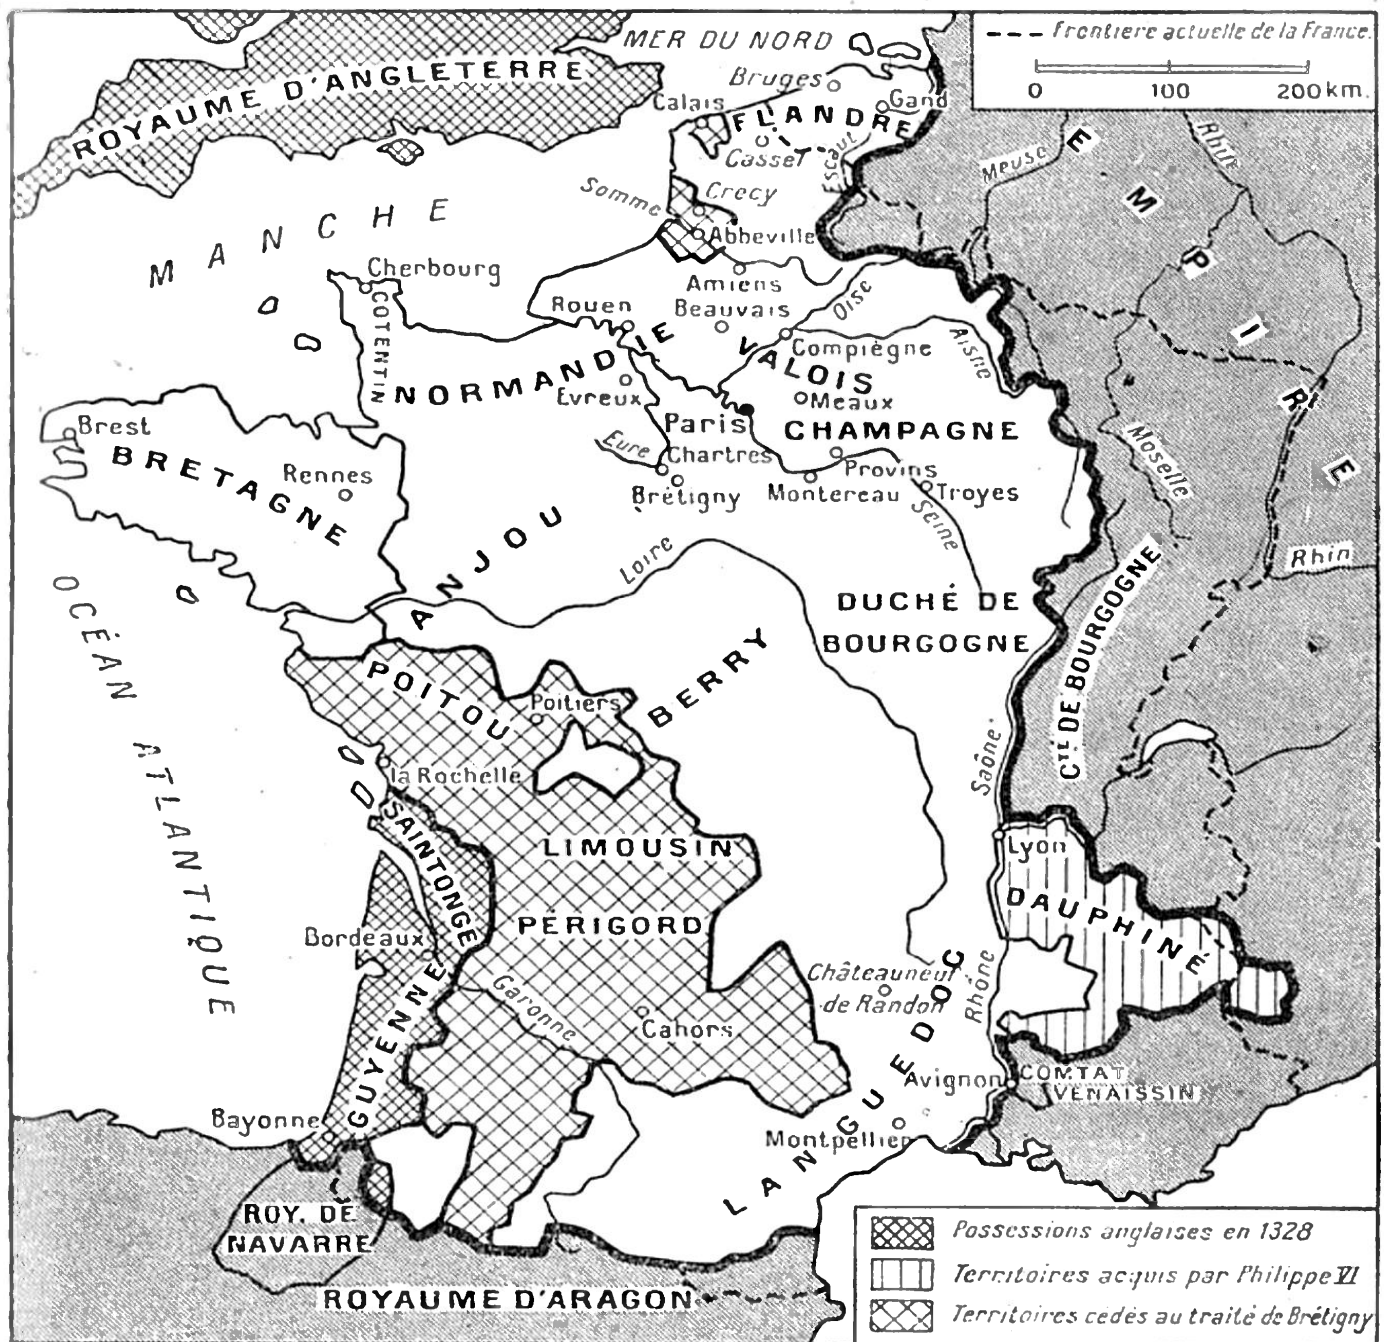 Frontière actuelle de la France.
0 100 200 km.
MER DU NORD
ROYAUME D'ANGLETERRE
Bruges
Gand
Calais
FLANDRE
Cassel
Escaut
Meuse
Rhin
EMPIRE
Somme
Crécy
Abbeville
MANCHE
Cherbourg
COTENTIN
Amiens
Beauvais
Oise
Rouen
NORMANDIE
VALOIS
Compiègne
Aisne
Evreux
Meaux
Paris
CHAMPAGNE
Brest
BRETAGNE
Rennes
Eure
Chartres
Brétigny
Provins
Montereau
Troyes
Seine
Moselle
Rhin
ANJOU
Loire
OCÉAN ATLANTIQUE
DUCHÉ DE
BOURGOGNE
CTÉ DE BOURGOGNE
BERRY
POITOU
Poitiers
Saône
la Rochelle
SAINTONGE
LIMOUSIN
Lyon
DAUPHINÉ
PÉRIGORD
Bordeaux
GUYENNE
Garonne
Cahors
Châteauneuf
de Randon
Rhône
LANGUEDOC
Avignon
COMTAT
VENAISSIN
Bayonne
Montpellier
ROY. DE
NAVARRE
ROYAUME D'ARAGON
Possessions anglaises en 1328
Territoires acquis par Philippe VI
Territoires cédés au traité de Brétigny